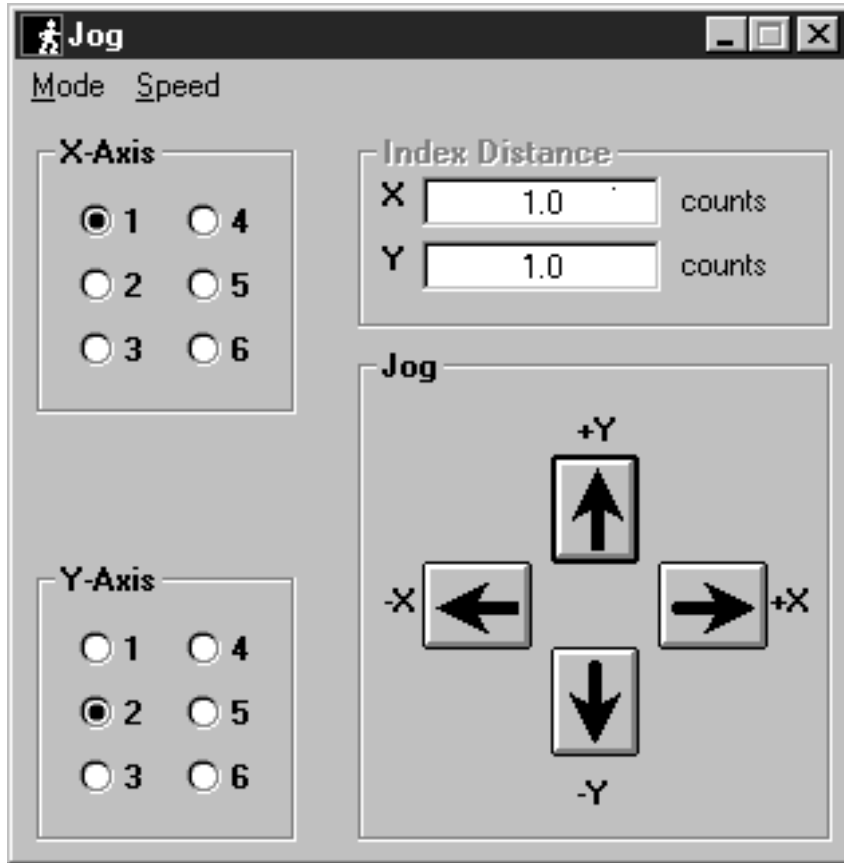 Jog
Mode Speed
X-Axis
1 4
2 5
3 6
Index Distance
X 1.0 counts
Y 1.0 counts
Jog
+Y
-X +X
-Y
Y-Axis
1 4
2 5
3 6